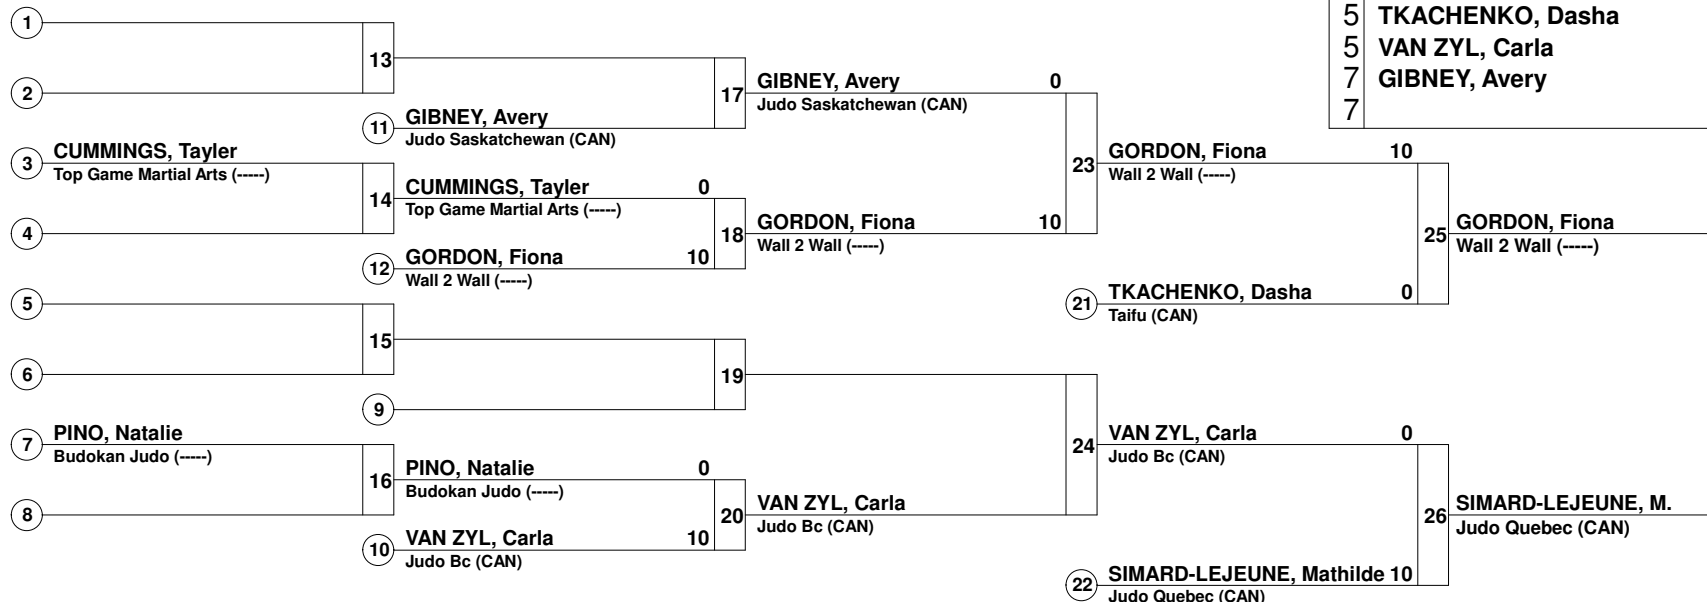 1
5 TKACHENKO, Dasha
5 VAN ZYL, Carla
7 GIBNEY, Avery
7
13
2
GIBNEY, Avery 0
17
Judo Saskatchewan (CAN)
11 GIBNEY, Avery
Judo Saskatchewan (CAN)
3 CUMMINGS, Tayler
Top Game Martial Arts (-----)
23
GORDON, Fiona 10
Wall 2 Wall (-----)
14
CUMMINGS, Tayler 0
Top Game Martial Arts (-----)
4
18
GORDON, Fiona 10
Wall 2 Wall (-----)
25
GORDON, Fiona
Wall 2 Wall (-----)
12 GORDON, Fiona 10
Wall 2 Wall (-----)
5
21 TKACHENKO, Dasha 0
Taifu (CAN)
15
6
19
9
7 PINO, Natalie
Budokan Judo (-----)
24
VAN ZYL, Carla 0
Judo Bc (CAN)
16
PINO, Natalie 0
Budokan Judo (-----)
8
20
VAN ZYL, Carla
Judo Bc (CAN)
26
SIMARD-LEJEUNE, M.
Judo Quebec (CAN)
10 VAN ZYL, Carla 10
Judo Bc (CAN)
22 SIMARD-LEJEUNE, Mathilde 10
Judo Quebec (CAN)